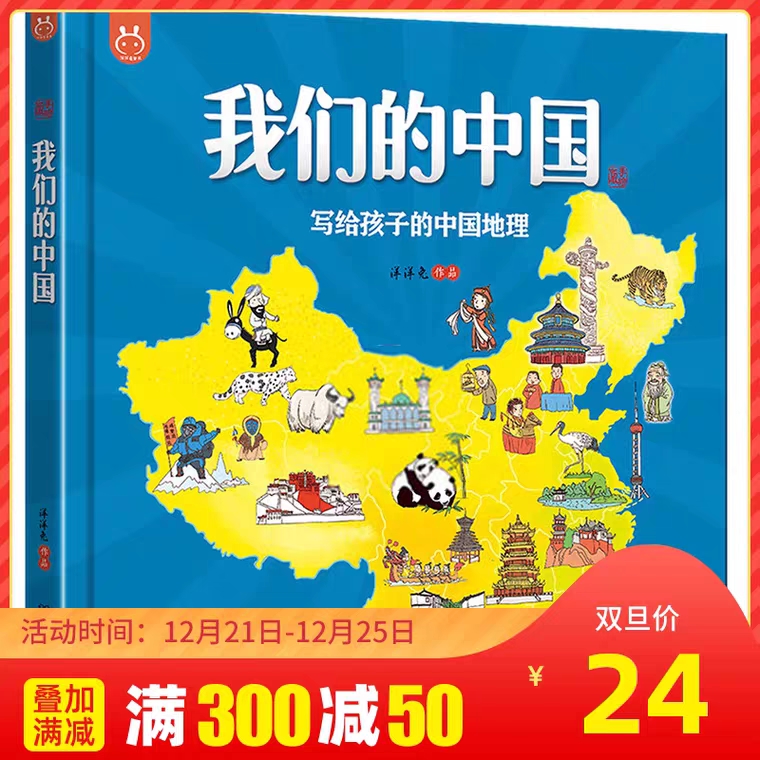 我们的中国
写给孩子的中国地理
洋洋兔 作品
我们的中国
洋洋兔
作品
活动时间：12月21日-12月25日
双旦价
¥ 24
叠加
满减
满300减50